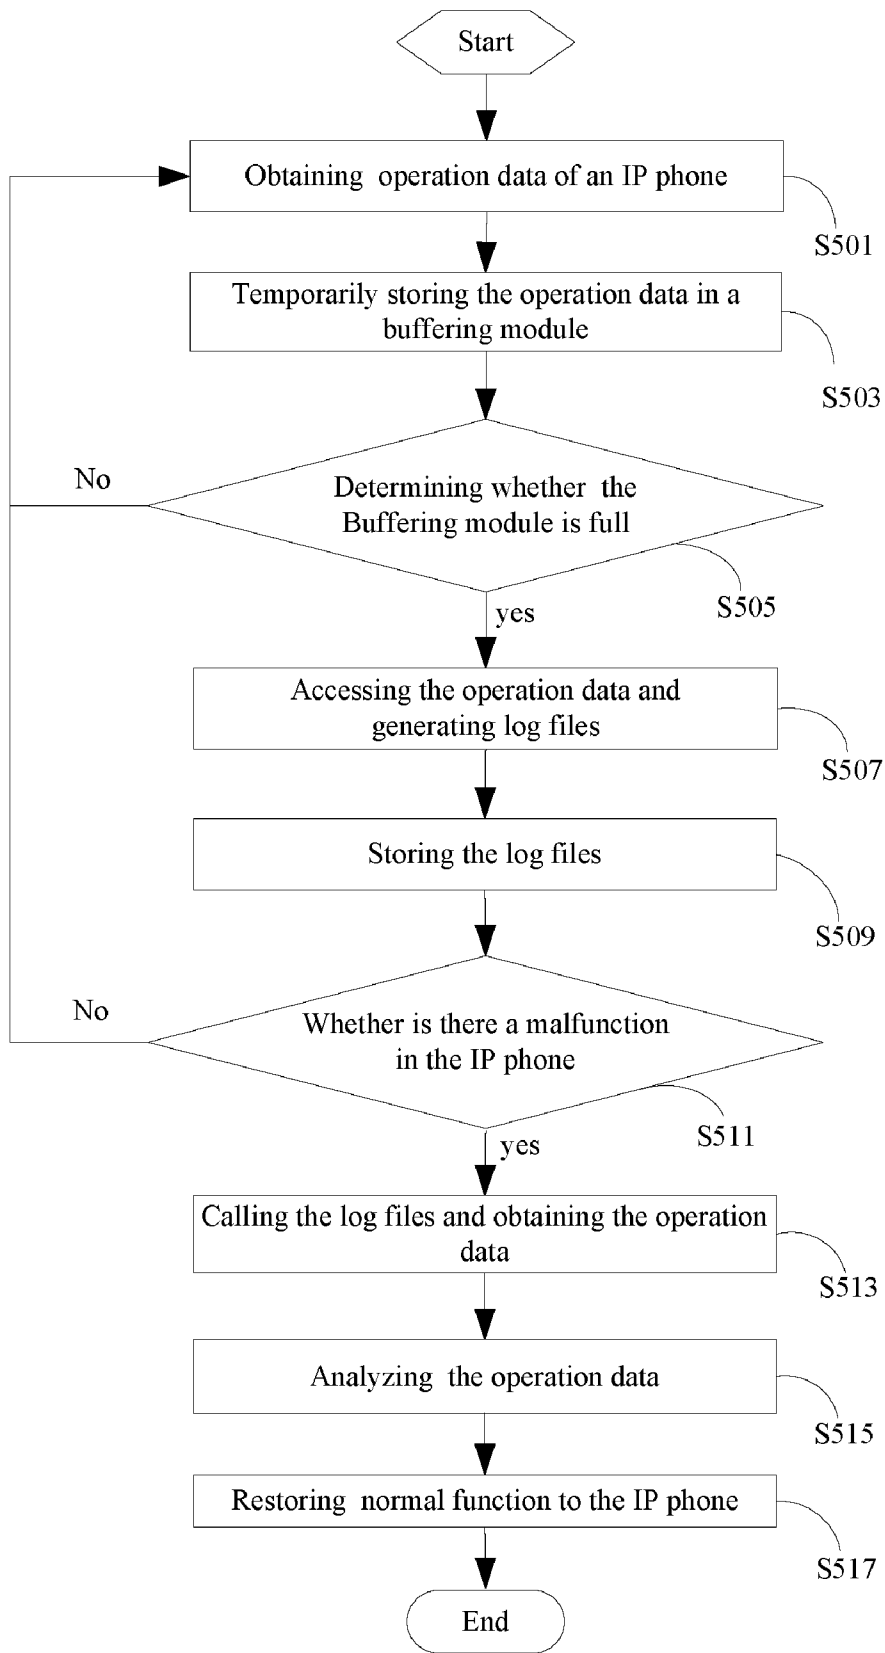 Start
Obtaining operation data of an IP phone
S501
Temporarily storing the operation data in a
buffering module
S503
Determining whether the
Buffering module is full
No
S505
yes
Accessing the operation data and
generating log files
S507
Storing the log files
S509
Whether is there a malfunction
in the IP phone
No
S511
yes
Calling the log files and obtaining the operation
data
S513
Analyzing the operation data
S515
Restoring normal function to the IP phone
S517
End